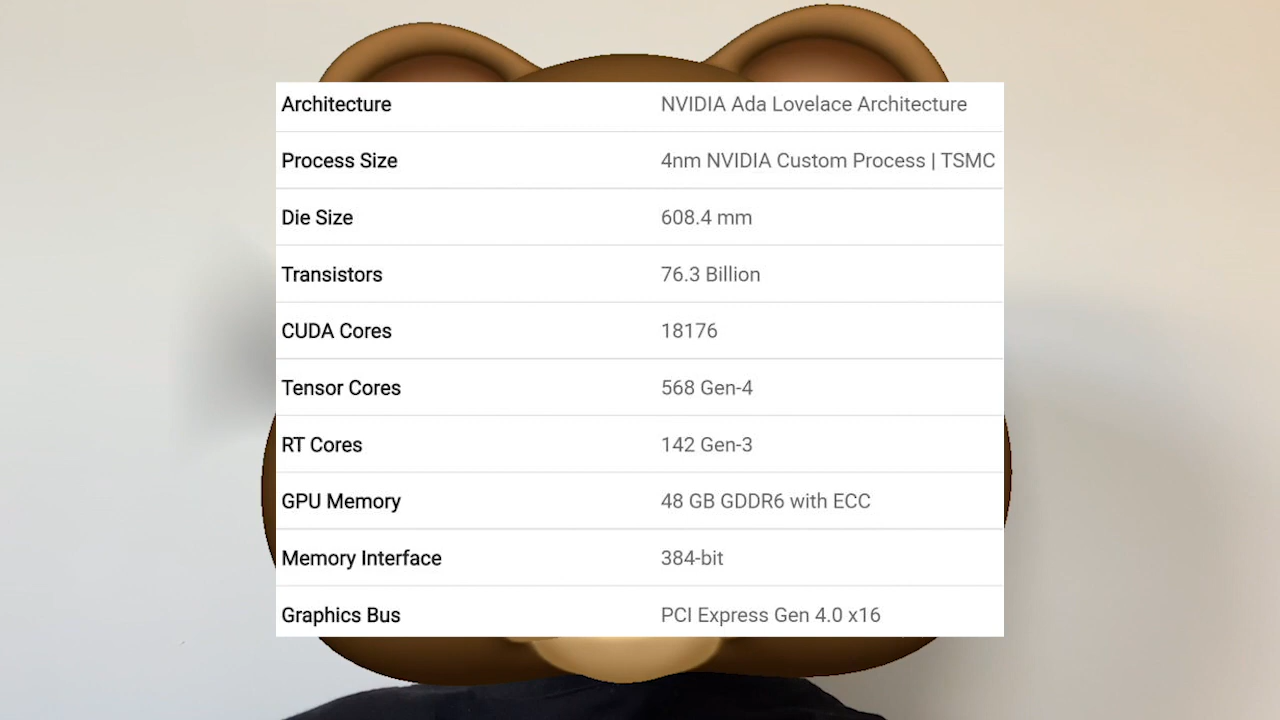 Architecture NVIDIA Ada Lovelace Architecture
Process Size 4nm NVIDIA Custom Process | TSMC
Die Size 608.4 mm
Transistors 76.3 Billion
CUDA Cores 18176
Tensor Cores 568 Gen-4
RT Cores 142 Gen-3
GPU Memory 48 GB GDDR6 with ECC
Memory Interface 384-bit
Graphics Bus PCI Express Gen 4.0 x16